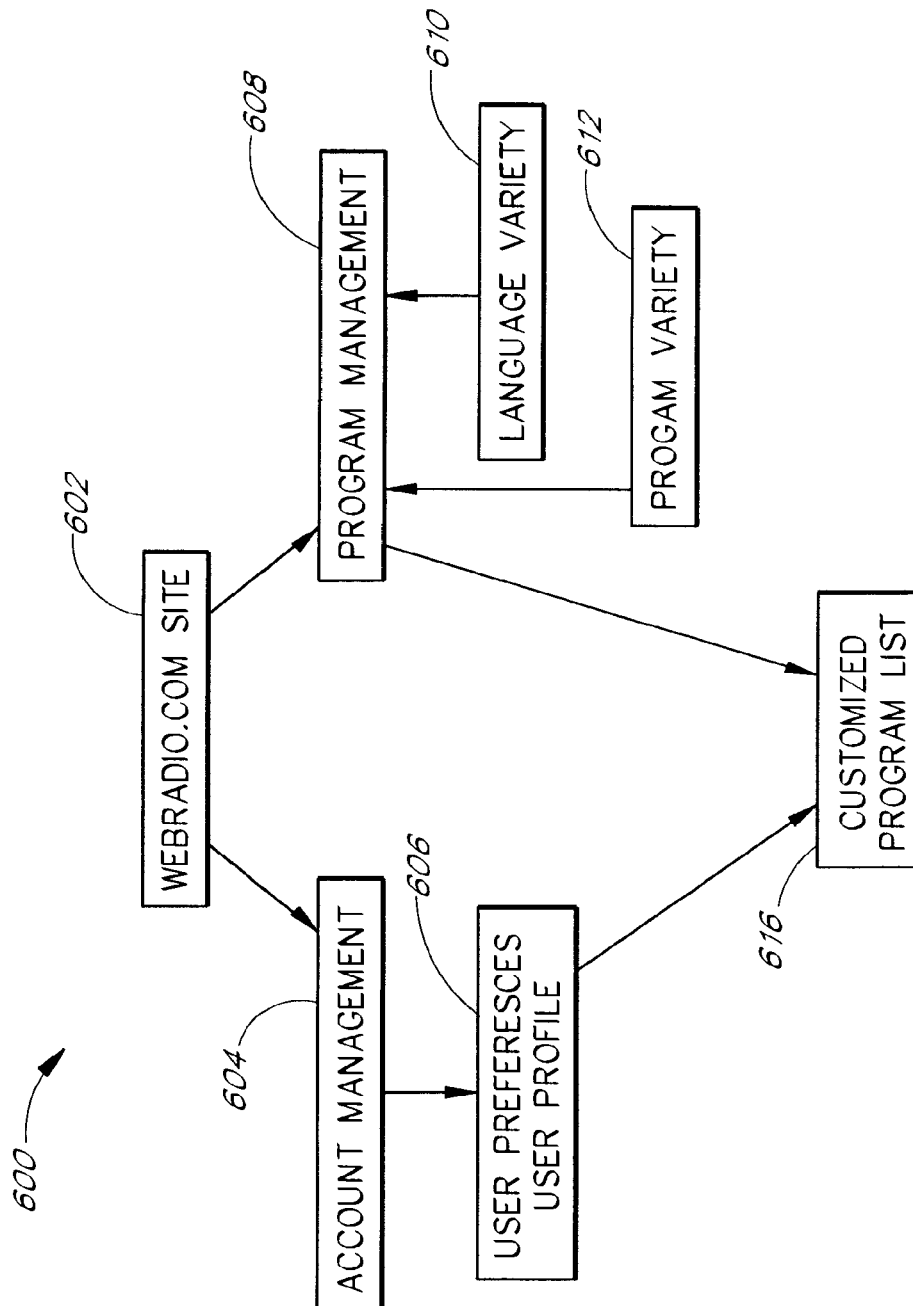 600
WEBRADIO.COM SITE
602
ACCOUNT MANAGEMENT
604
PROGRAM MANAGEMENT
608
USER PREFERESCES
USER PROFILE
606
LANGUAGE VARIETY
610
PROGAM VARIETY
612
CUSTOMIZED
PROGRAM LIST
616